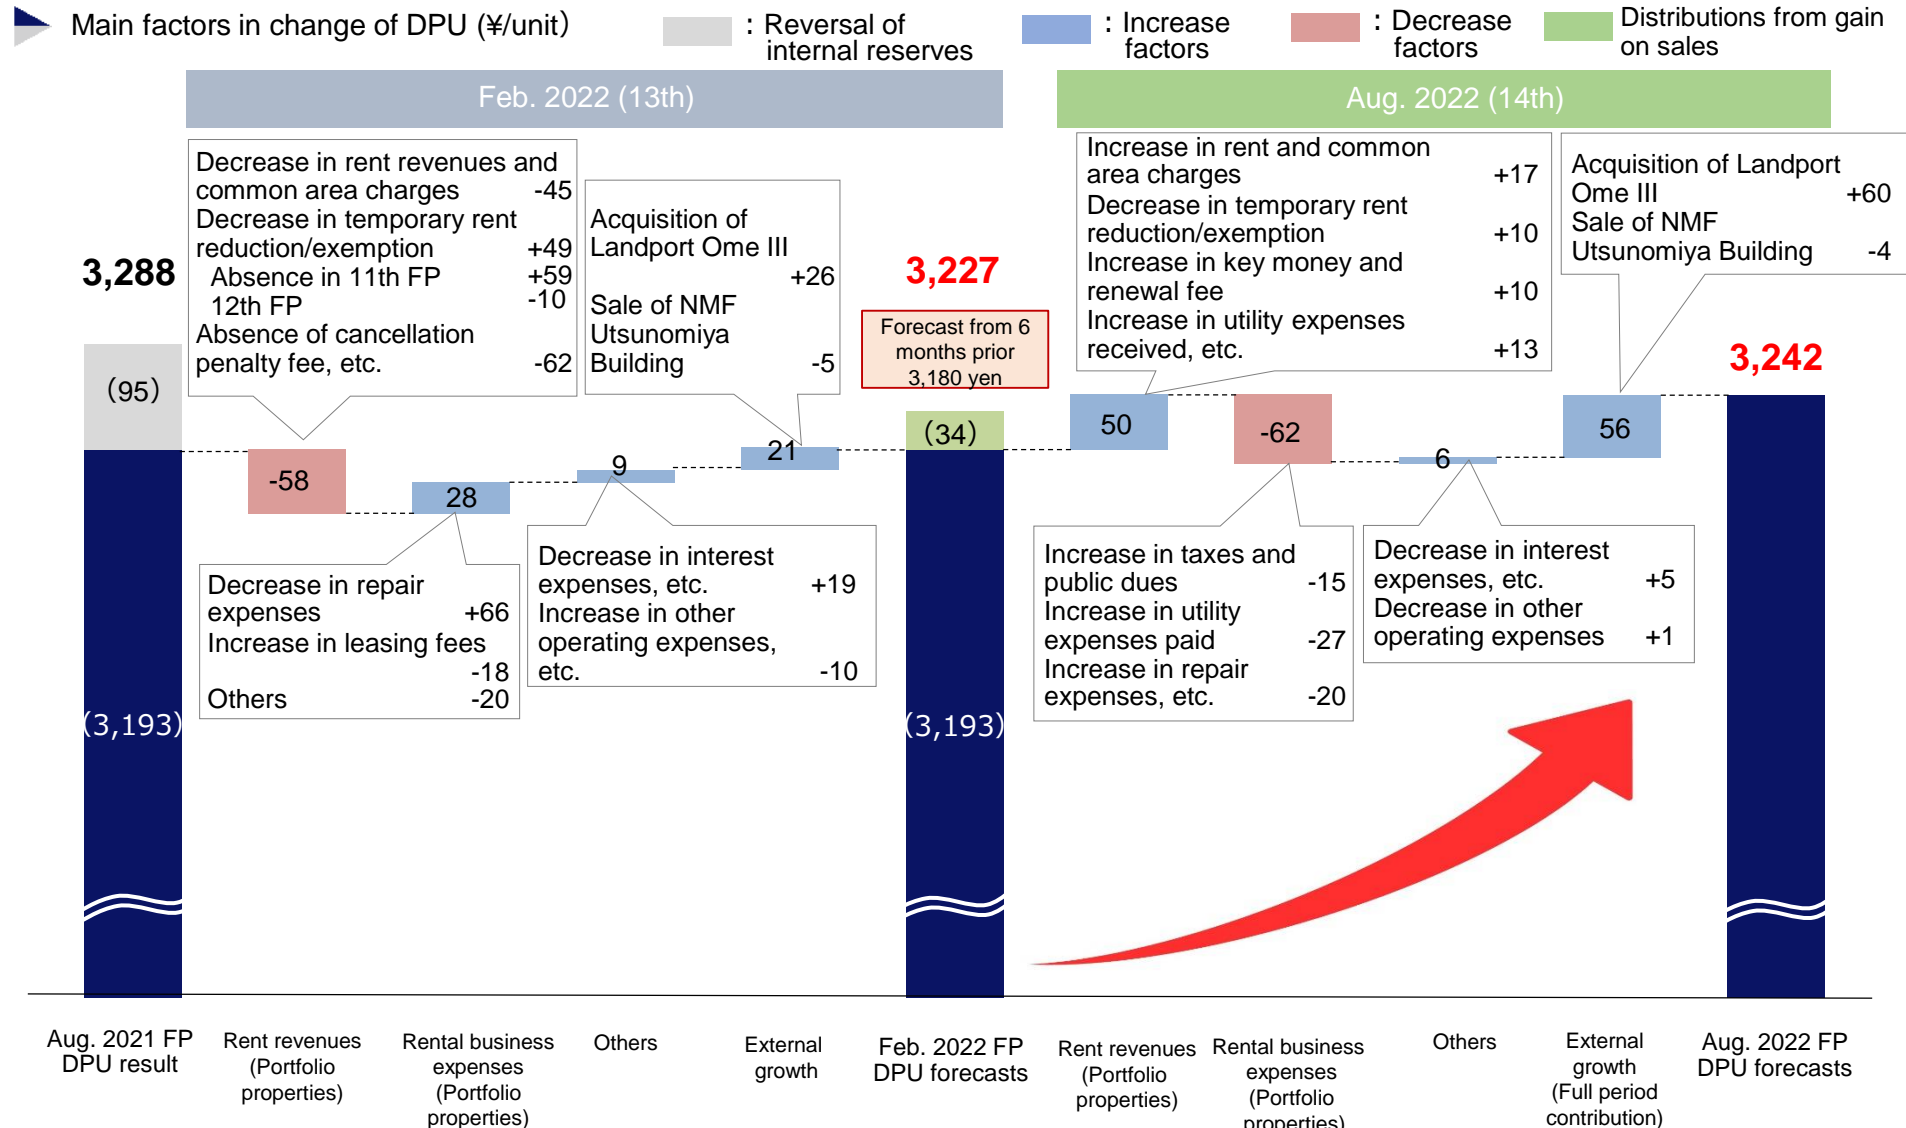 Main factors in change of DPU (¥/unit)
: Reversal of
internal reserves
: Increase
factors
: Decrease
factors
Distributions from gain
on sales
Feb. 2022 (13th)
Aug. 2022 (14th)
Decrease in rent revenues and
common area charges -45
Decrease in temporary rent
reduction/exemption +49
Absence in 11th FP +59
12th FP -10
Absence of cancellation
penalty fee, etc. -62
Acquisition of
Landport Ome III
+26
Sale of NMF
Utsunomiya
Building -5
Increase in rent and common
area charges +17
Decrease in temporary rent
reduction/exemption +10
Increase in key money and
renewal fee +10
Increase in utility expenses
received, etc. +13
Acquisition of Landport
Ome III +60
Sale of NMF
Utsunomiya Building -4
3,288
3,227
Forecast from 6
months prior
3,180 yen
3,242
(95)
-58
28
9
21
(34)
50
-62
6
56
Decrease in repair
expenses +66
Increase in leasing fees
-18
Others -20
Decrease in interest
expenses, etc. +19
Increase in other
operating expenses,
etc. -10
Increase in taxes and
public dues -15
Increase in utility
expenses paid -27
Increase in repair
expenses, etc. -20
Decrease in interest
expenses, etc. +5
Decrease in other
operating expenses +1
(3,193)
(3,193)
Aug. 2021 FP
DPU result
Rent revenues
(Portfolio
properties)
Rental business
expenses
(Portfolio
properties)
Others
External
growth
Feb. 2022 FP
DPU forecasts
Rent revenues
(Portfolio
properties)
Rental business
expenses
(Portfolio
properties)
Others
External
growth
(Full period
contribution)
Aug. 2022 FP
DPU forecasts